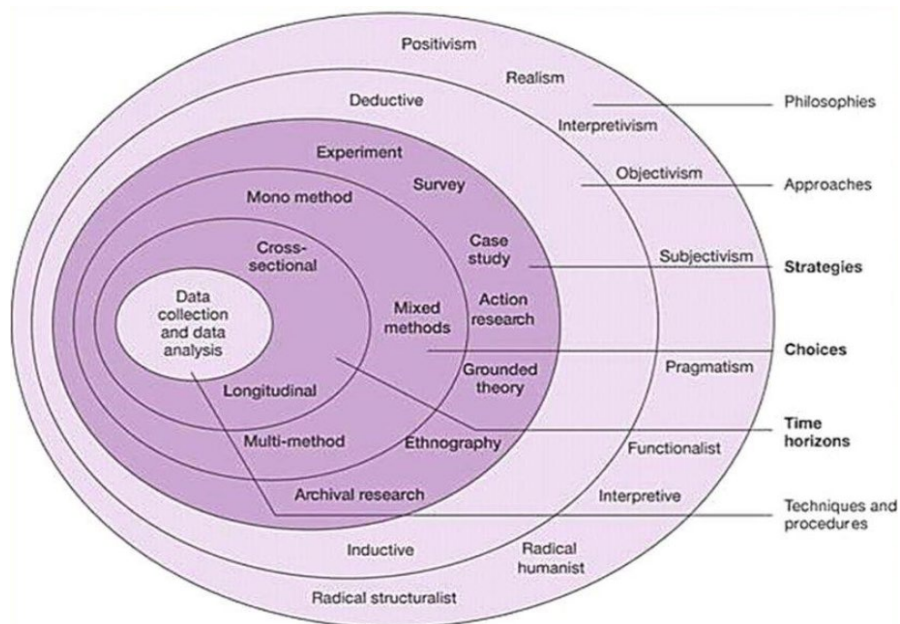 Positivism
Realism
Philosophies
Deductive
Interpretivism
Experiment
Objectivism
Approaches
Survey
Mono method
Cross-
sectional
Case
study
Subjectivism
Strategies
Data
collection
and data
analysis
Mixed
methods
Action
research
Choices
Grounded
theory
Pragmatism
Longitudinal
Time
horizons
Multi-method
Ethnography
Functionalist
Archival research
Interpretive
Techniques and
procedures
Inductive
Radical
humanist
Radical structuralist